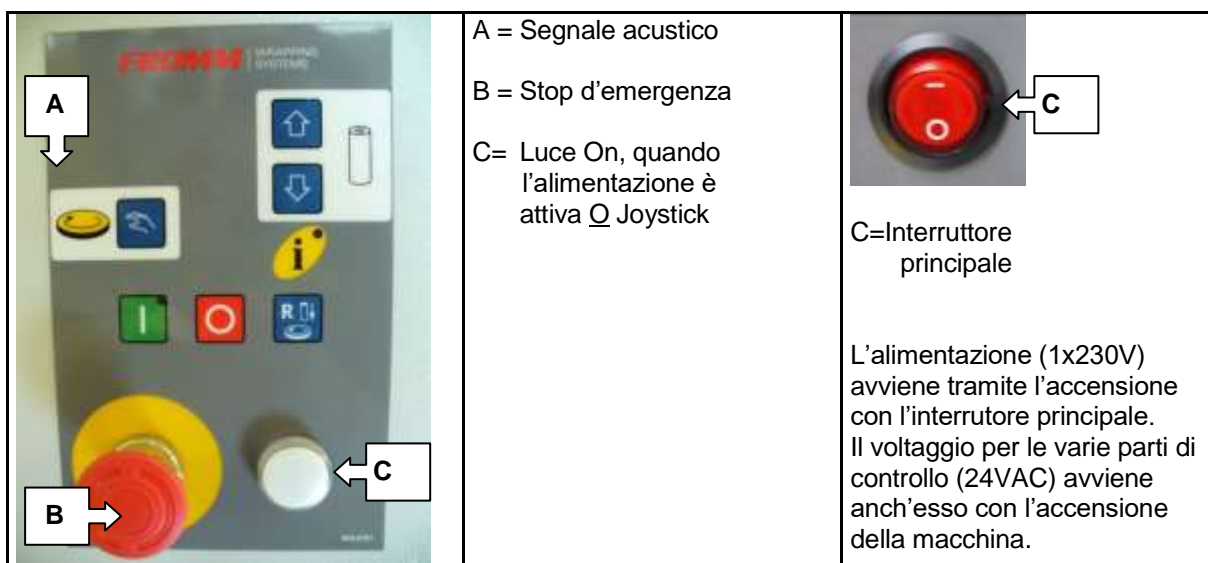 FROMM WRAPPING
SYSTEMS
A
i
R
C
B
A = Segnale acustico
B = Stop d’emergenza
C= Luce On, quando
l’alimentazione è
attiva O Joystick
C
C=Interruttore
principale
L’alimentazione (1x230V)
avviene tramite l’accensione
con l’interrutore principale.
Il voltaggio per le varie parti di
controllo (24VAC) avviene
anch’esso con l’accensione
della macchina.